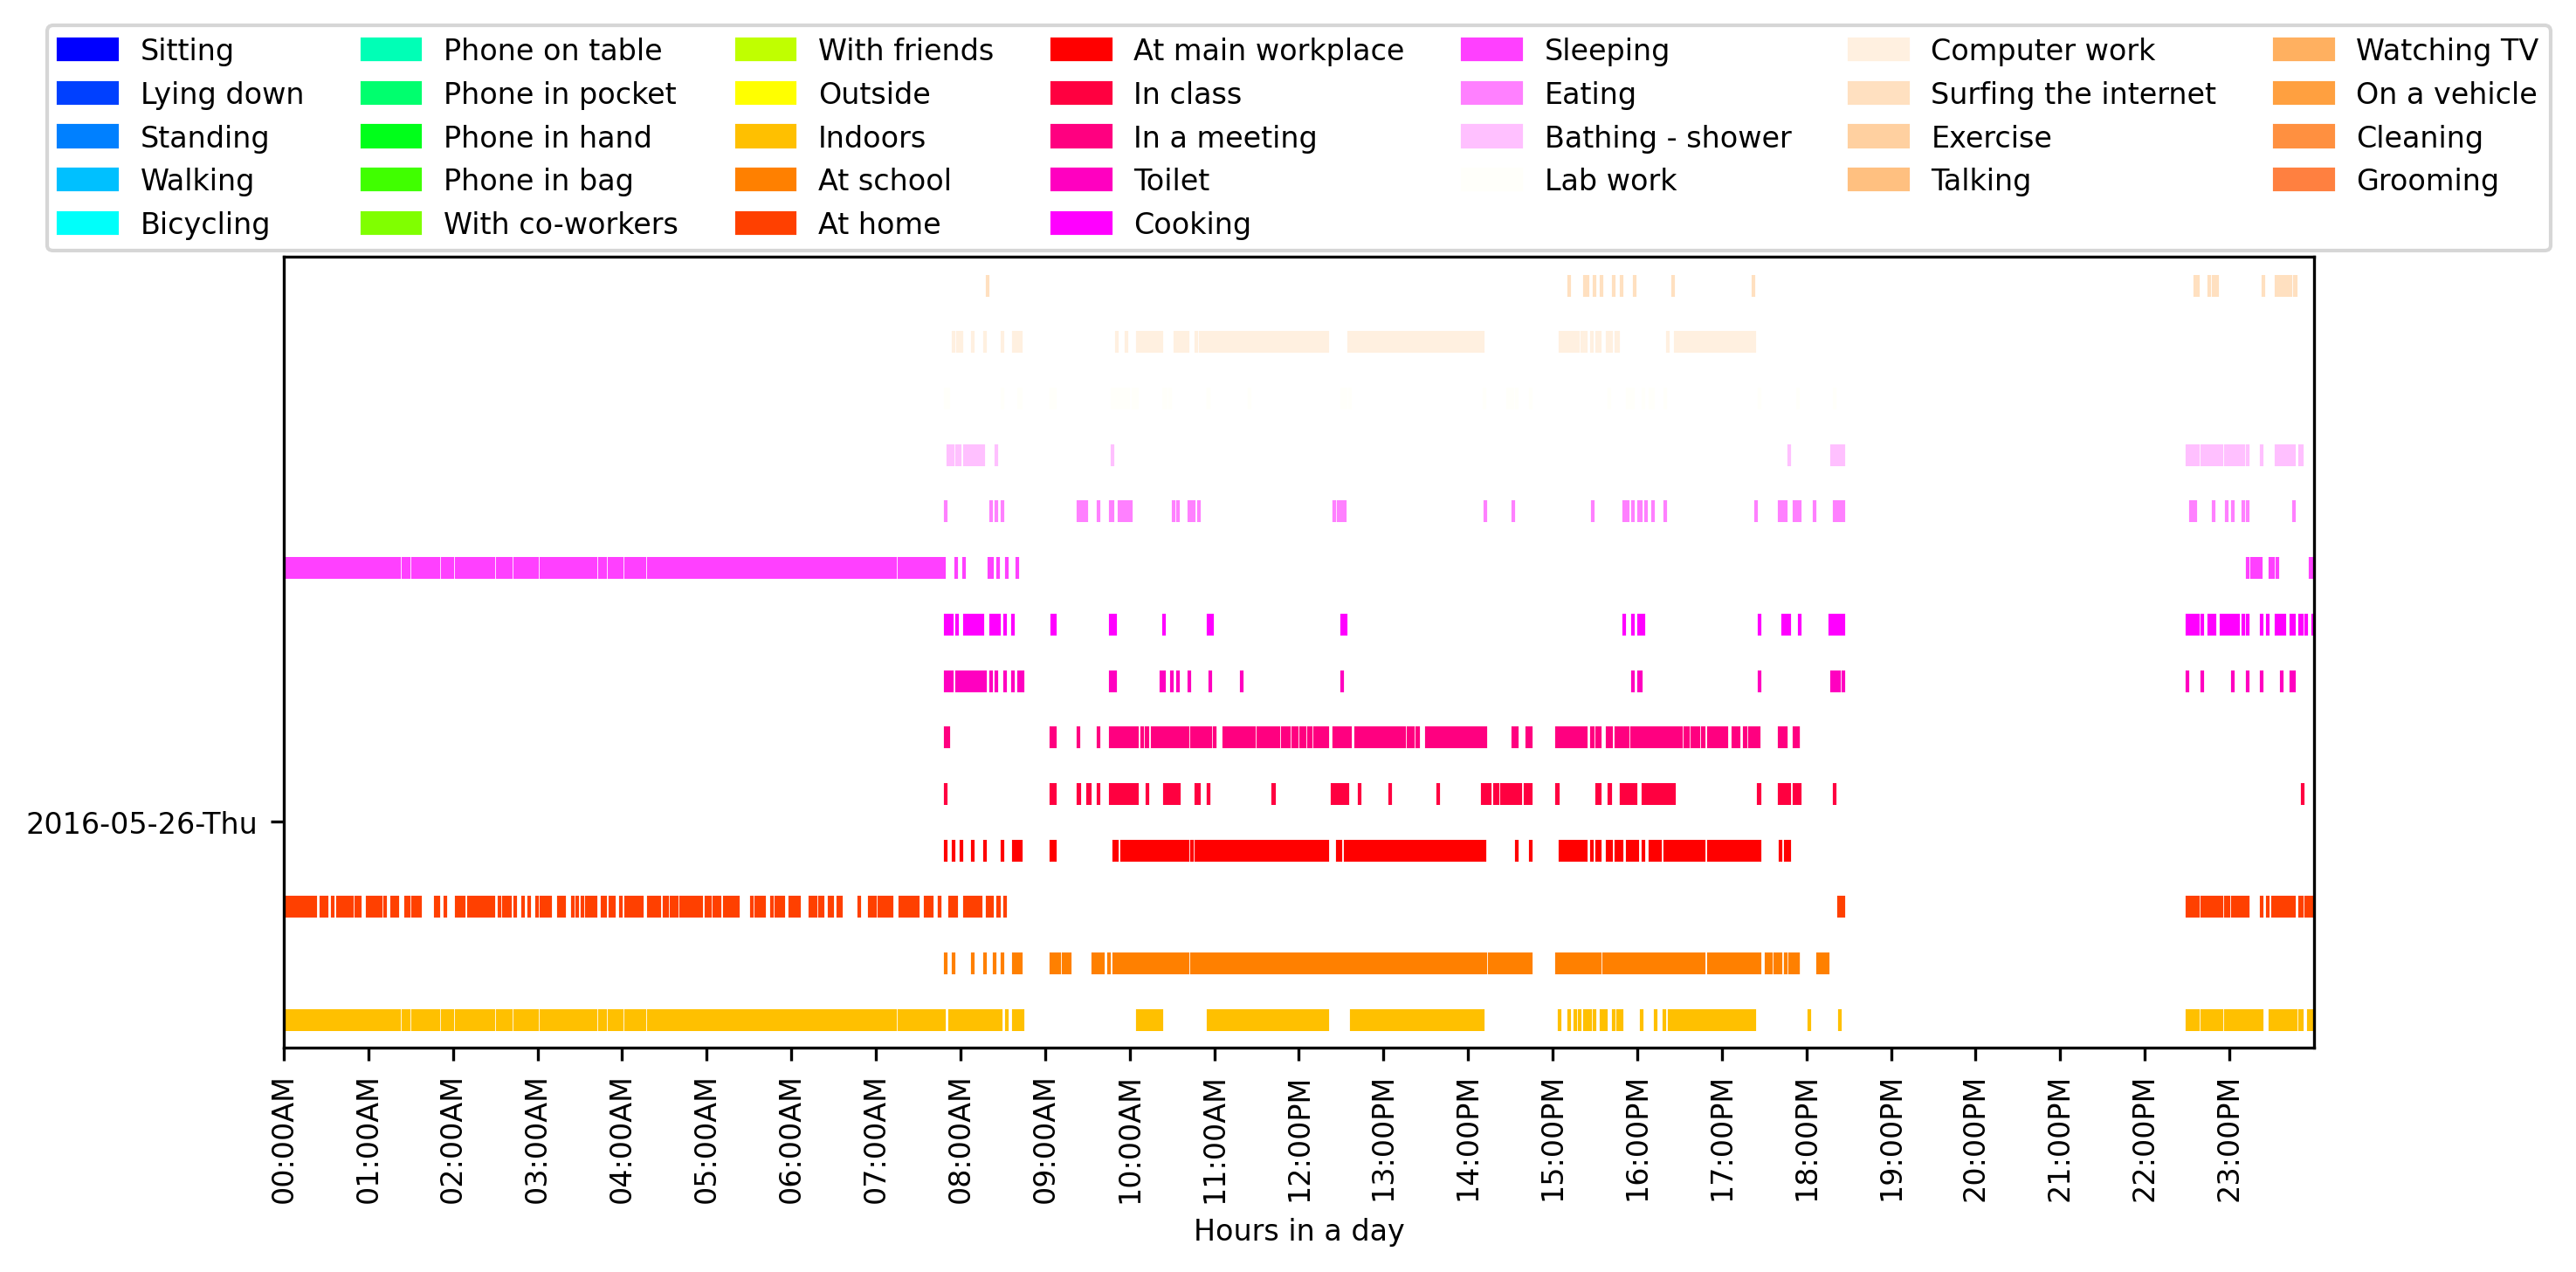 Sitting
Lying down
Standing
Walking
Bicycling
Phone on table
Phone in pocket
Phone in hand
Phone in bag
With co-workers
With friends
Outside
Indoors
At school
At home
At main workplace
In class
In a meeting
Toilet
Cooking
Sleeping
Eating
Bathing - shower
Lab work
Computer work
Surfing the internet
Exercise
Talking
Watching TV
On a vehicle
Cleaning
Grooming
2016-05-26-Thu
00:00AM
01:00AM
02:00AM
03:00AM
04:00AM
05:00AM
06:00AM
07:00AM
08:00AM
09:00AM
10:00AM
11:00AM
12:00PM
13:00PM
14:00PM
15:00PM
16:00PM
17:00PM
18:00PM
19:00PM
20:00PM
21:00PM
22:00PM
23:00PM
Hours in a day